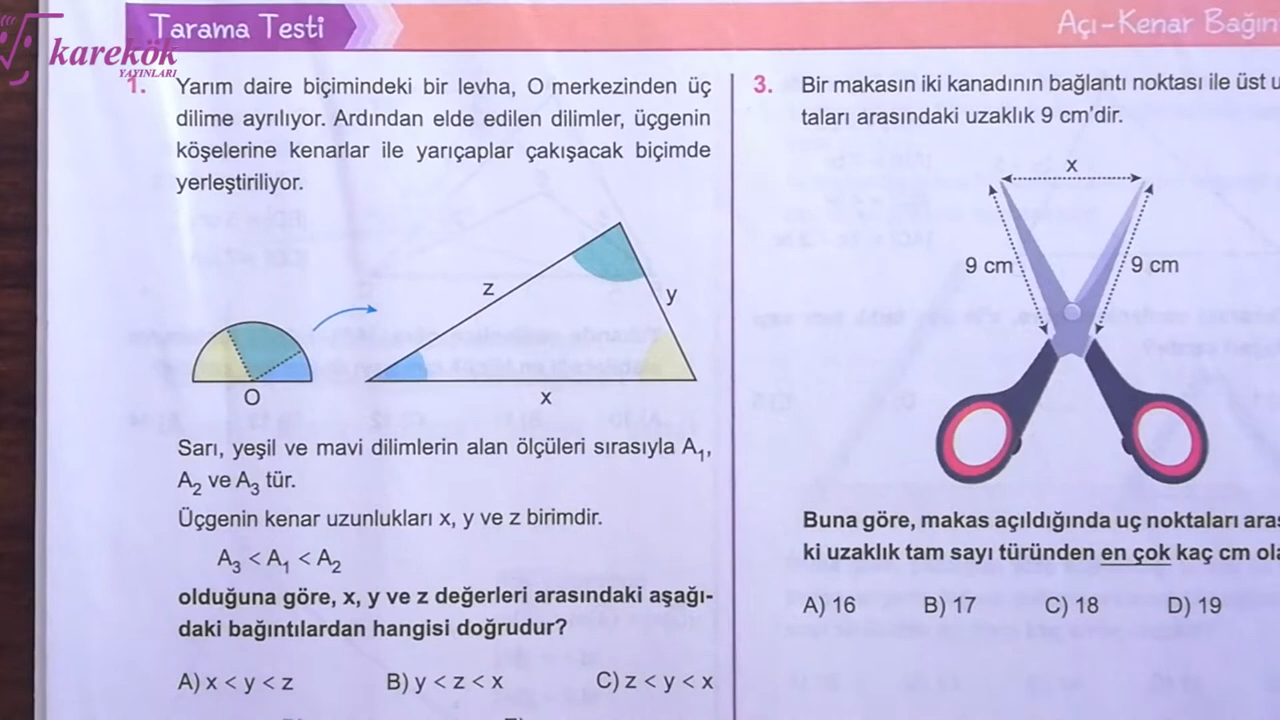 karekök
YAYINLARI
Tarama Testi
Açı-Kenar Bağın
1. Yarım daire biçimindeki bir levha, O merkezinden üç
dilime ayrılıyor. Ardından elde edilen dilimler, üçgenin
köşelerine kenarlar ile yarıçaplar çakışacak biçimde
yerleştiriliyor.
z
y
O
x
Sarı, yeşil ve mavi dilimlerin alan ölçüleri sırasıyla A₁,
A₂ ve A₃ tür.
Üçgenin kenar uzunlukları x, y ve z birimdir.
A₃ < A₁ < A₂
olduğuna göre, x, y ve z değerleri arasındaki aşağı-
daki bağıntılardan hangisi doğrudur?
A) x < y < z B) y < z < x C) z < y < x
3. Bir makasın iki kanadının bağlantı noktası ile üst u
taları arasındaki uzaklık 9 cm'dir.
x
9 cm 9 cm
Buna göre, makas açıldığında uç noktaları aras
ki uzaklık tam sayı türünden en çok kaç cm ola
A) 16 B) 17 C) 18 D) 19